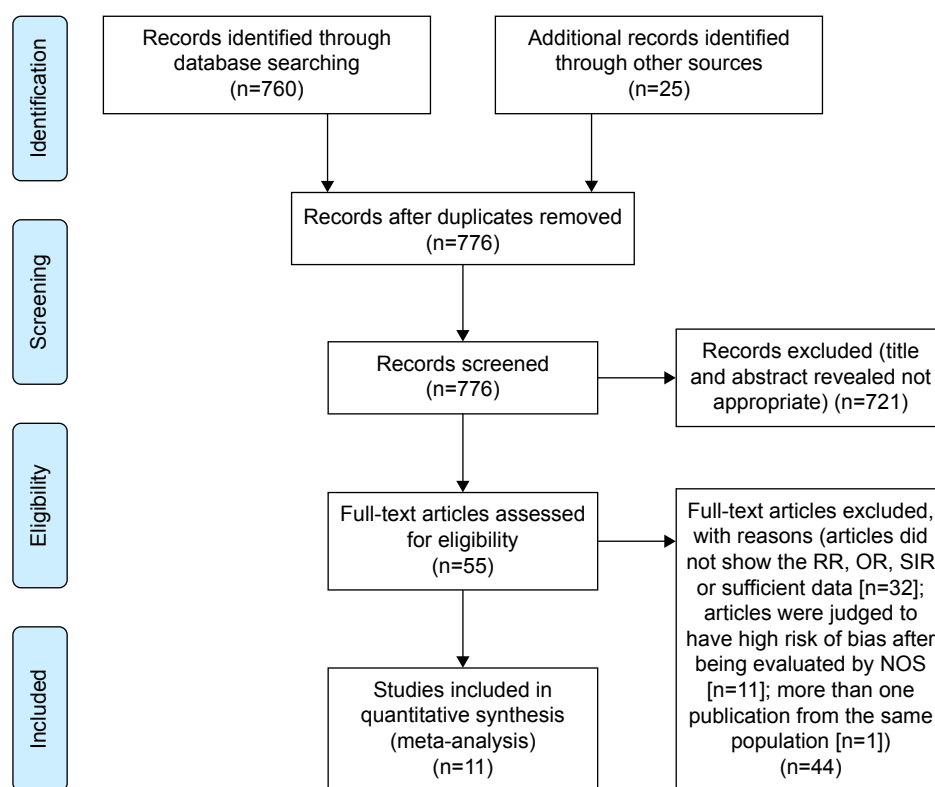 Identification
Records identified through
database searching
(n=760)
Additional records identified
through other sources
(n=25)
Records after duplicates removed
(n=776)
Screening
Records screened
(n=776)
Records excluded (title
and abstract revealed not
appropriate) (n=721)
Eligibility
Full-text articles assessed
for eligibility
(n=55)
Full-text articles excluded,
with reasons (articles did
not show the RR, OR, SIR
or sufficient data [n=32];
articles were judged to
have high risk of bias after
being evaluated by NOS
[n=11]; more than one
publication from the same
population [n=1])
(n=44)
Included
Studies included in
quantitative synthesis
(meta-analysis)
(n=11)